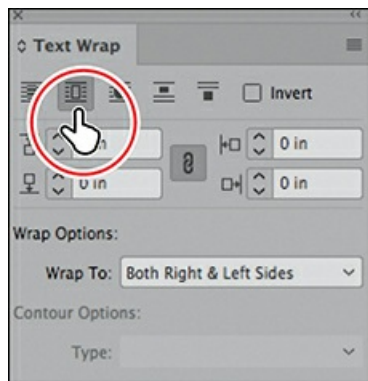 Text Wrap
Invert
in 0 in
0 in 0 in
Wrap Options:
Wrap To: Both Right & Left Sides
Contour Options:
Type: